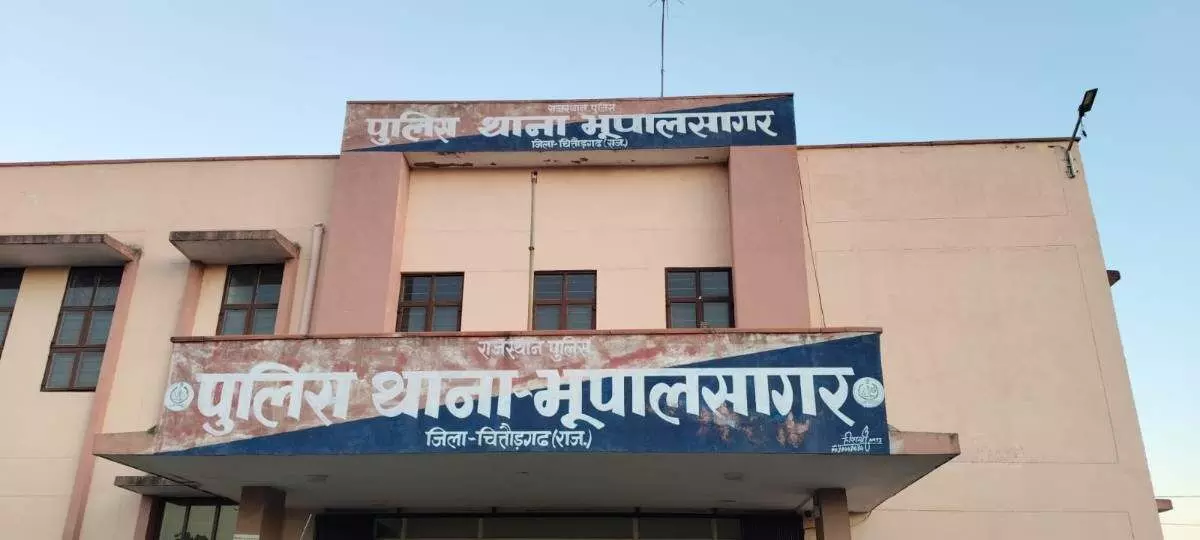 राजस्थान पुलिस
पुलिस थाना भूपालसागर
जिला-चितौड़गढ (राज.)
राजस्थान पुलिस
पुलिस थाना-भूपालसागर
जिला-चितौड़गढ (राज.)